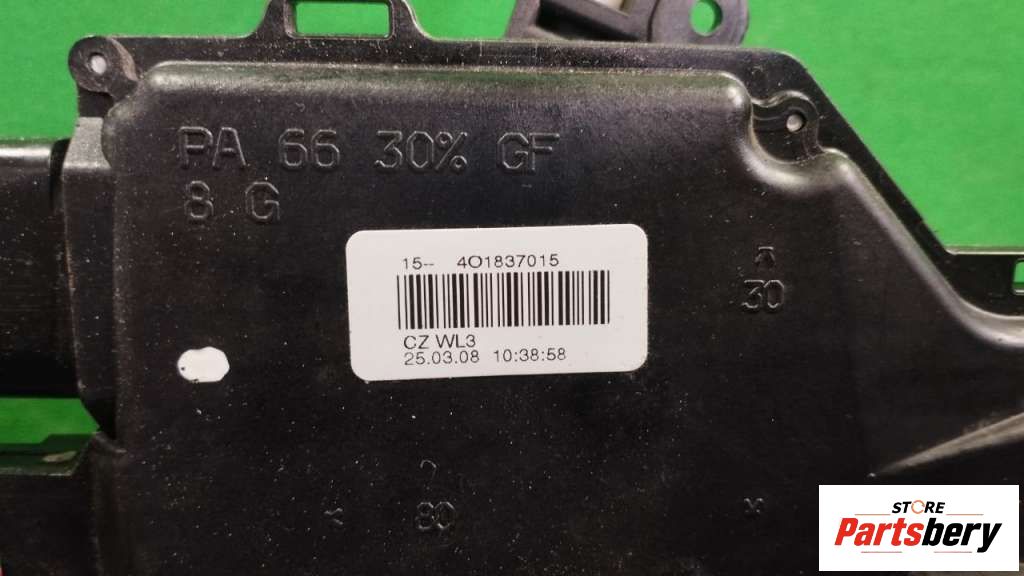 PA 66 30% GF
8 G
15-- 4O1837015
CZ WL3
25.03.08 10:38:58
30
80
STORE
Partsbery